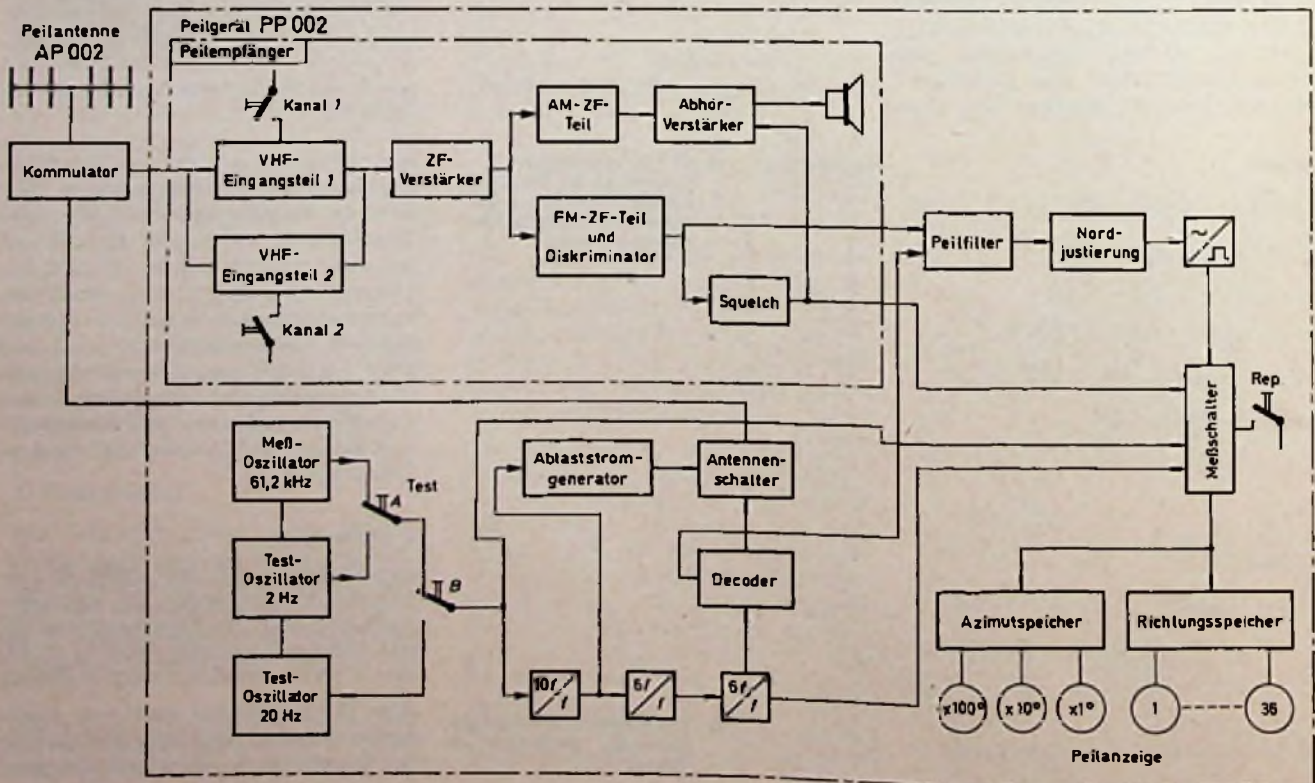 Peilantenne
AP 002
Peilgerät PP 002
Peilempfänger
Kanal 1
Kommutator
VHF-
Eingangsteil 1
ZF-
Verstärker
AM-ZF-
Teil
Abhör-
Verstärker
VHF-
Eingangsteil 2
Kanal 2
FM-ZF-Teil
und
Diskriminator
Squelch
Peilfilter
Nord-
justierung
Meßschalter
Rep.
Meß-
Oszillator
61,2 kHz
A
Test
Test-
Oszillator
2 Hz
B
Test-
Oszillator
20 Hz
Abtaststrom-
generator
Antennen-
schalter
Decoder
10f
f
6f
f
6f
f
Azimutspeicher
Richtungsspeicher
x100°
x10°
x1°
1
36
Peilanzeige